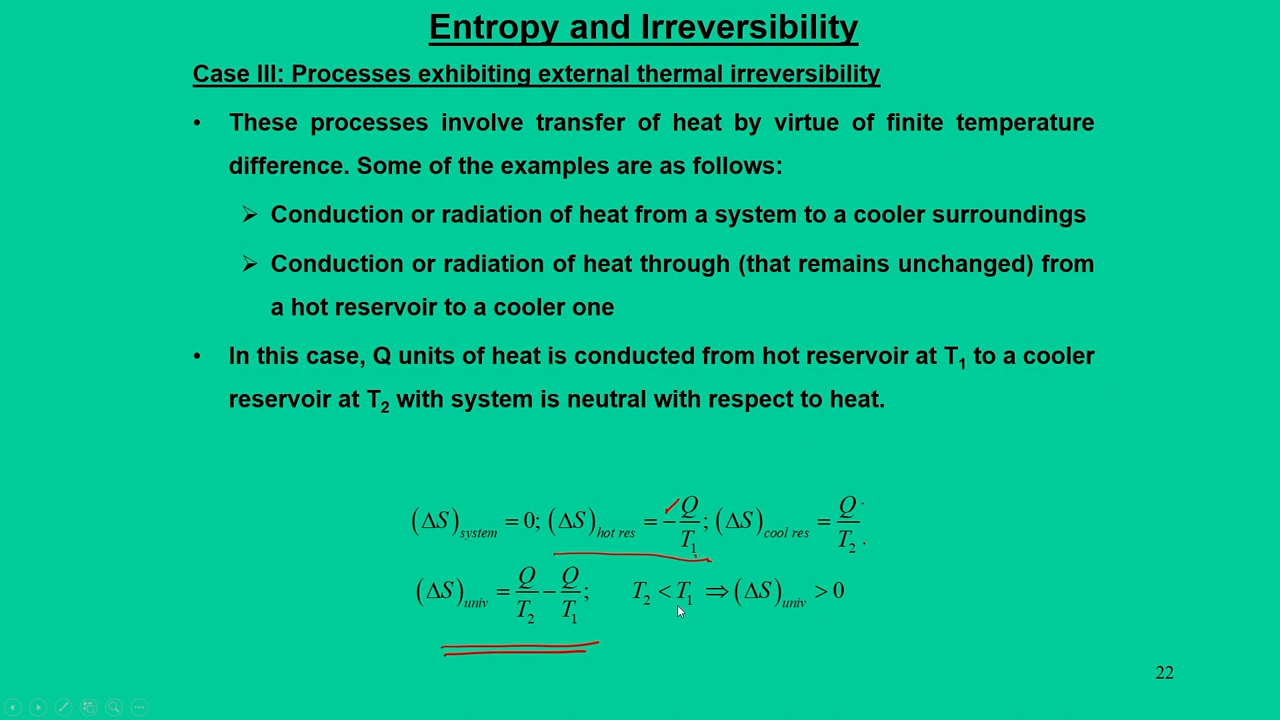 Entropy and Irreversibility
Case III: Processes exhibiting external thermal irreversibility
• These processes involve transfer of heat by virtue of finite temperature
difference. Some of the examples are as follows:
➢ Conduction or radiation of heat from a system to a cooler surroundings
➢ Conduction or radiation of heat through (that remains unchanged) from
a hot reservoir to a cooler one
• In this case, Q units of heat is conducted from hot reservoir at T₁ to a cooler
reservoir at T₂ with system is neutral with respect to heat.
(ΔS)_system = 0; (ΔS)_hot res = −Q/T₁; (ΔS)_cool res = Q/T₂
(ΔS)_univ = Q/T₂ − Q/T₁; T₂ < T₁ ⇒ (ΔS)_univ > 0
22